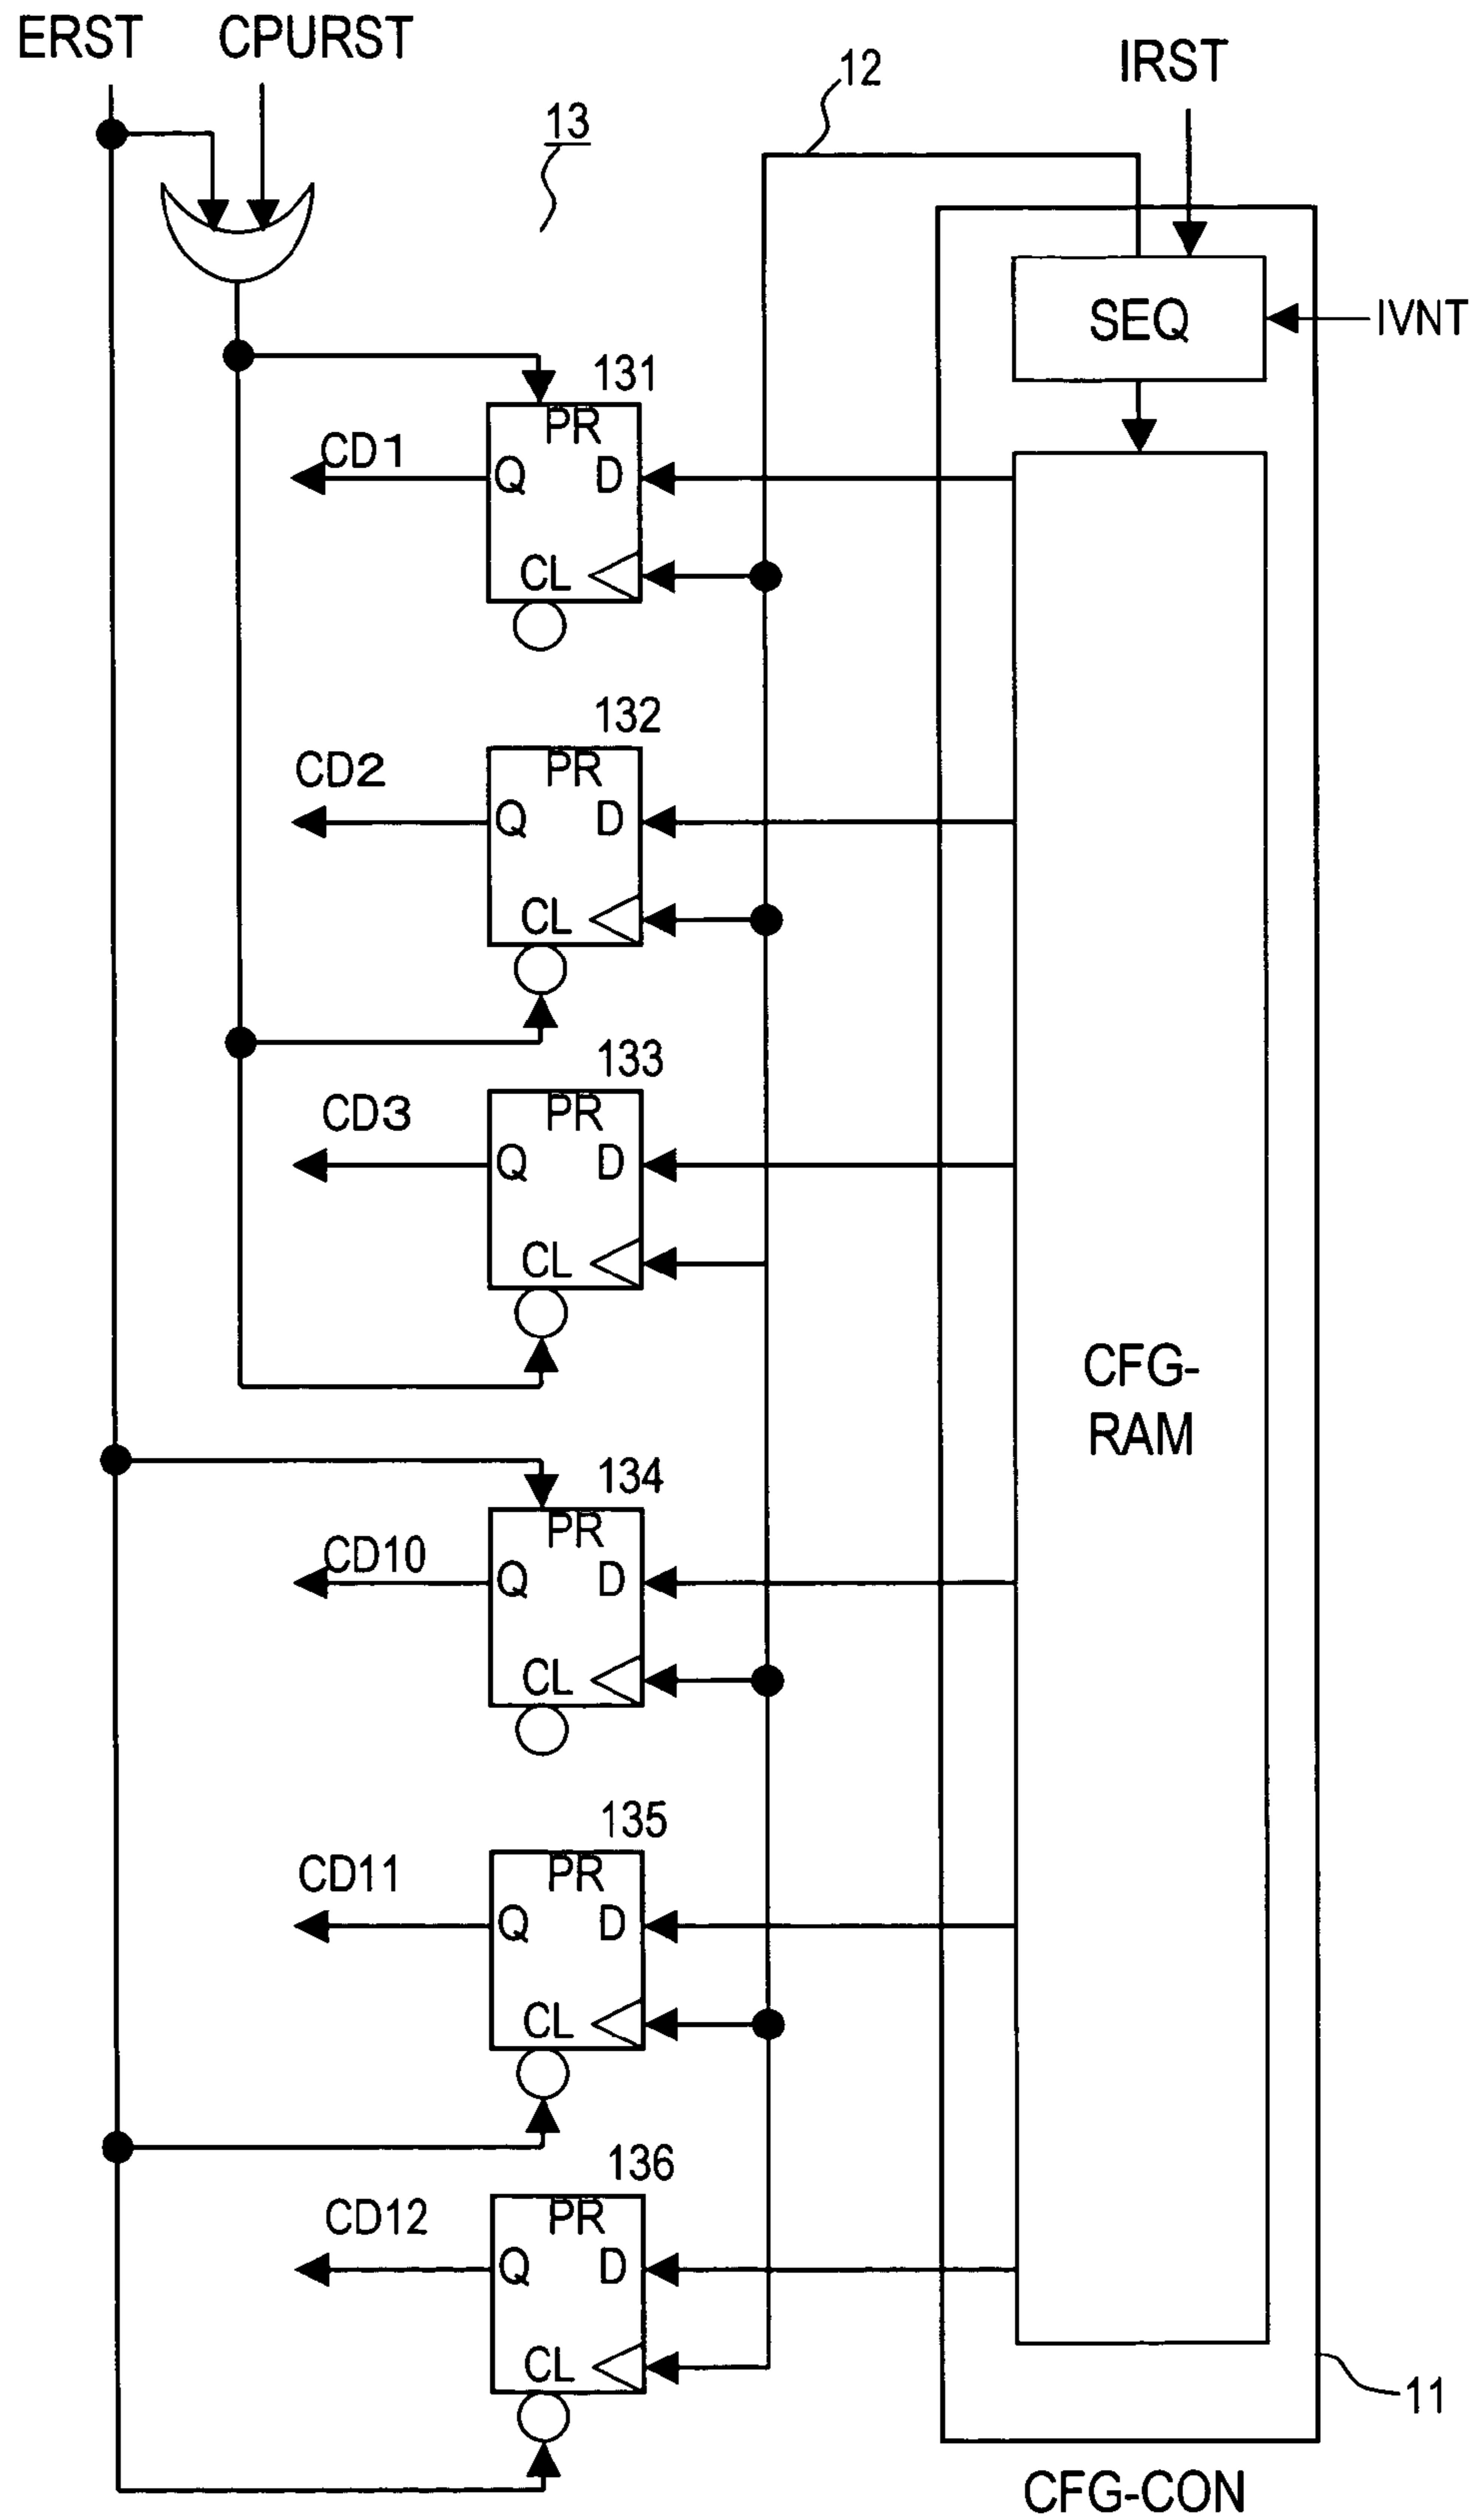 ERST
CPURST
13
12
IRST
SEQ
IVNT
131
PR
CD1
Q
D
CL
132
PR
CD2
Q
D
CL
133
PR
CD3
Q
D
CL
CFG-
RAM
134
PR
CD10
Q
D
CL
135
PR
CD11
Q
D
CL
136
PR
CD12
Q
D
CL
11
CFG-CON